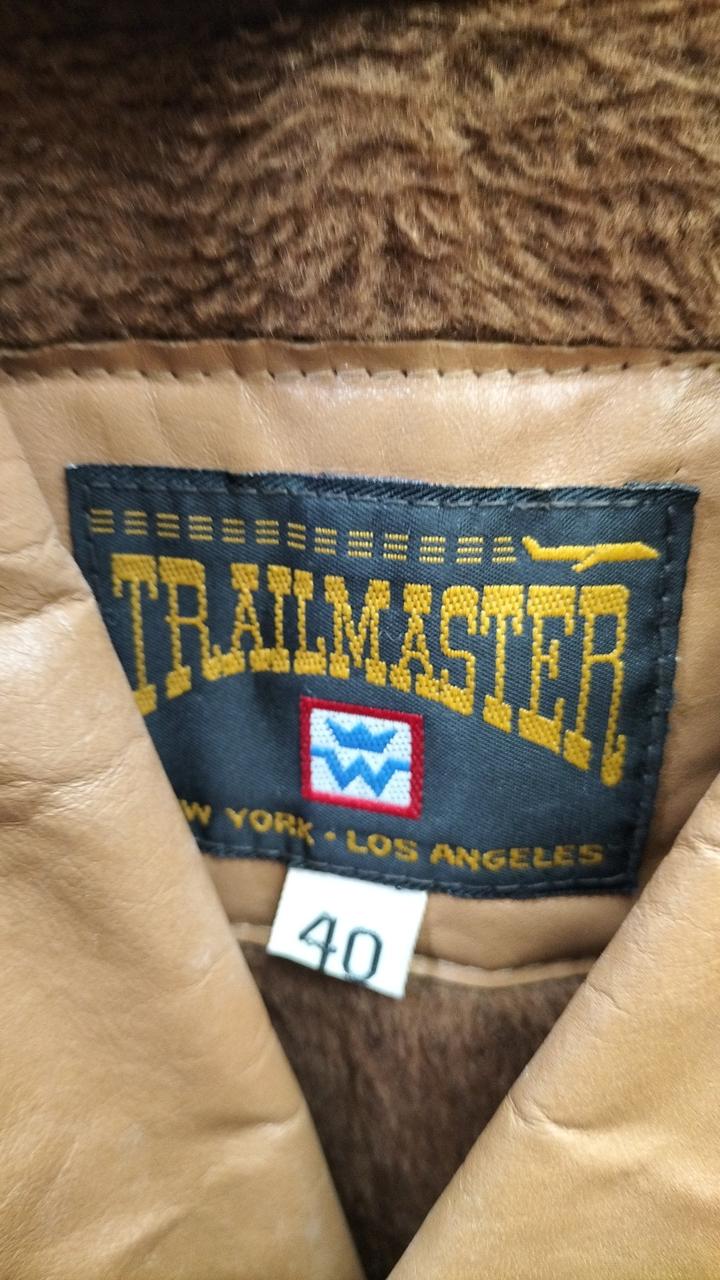 TRAILMASTER
W
W YORK · LOS ANGELES
40